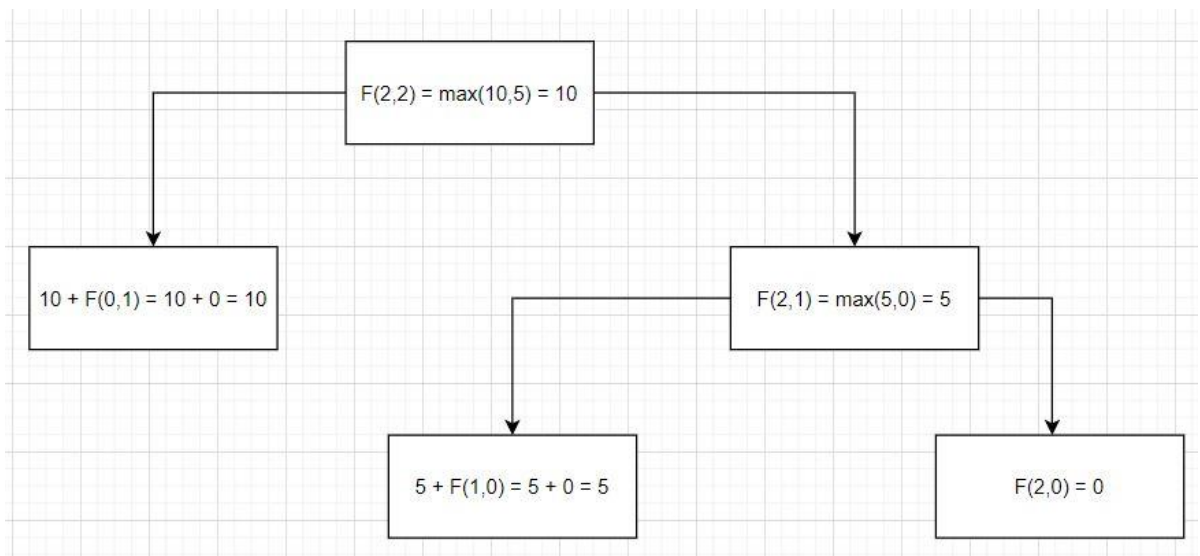 F(2,2) = max(10,5) = 10
10 + F(0,1) = 10 + 0 = 10
F(2,1) = max(5,0) = 5
5 + F(1,0) = 5 + 0 = 5
F(2,0) = 0